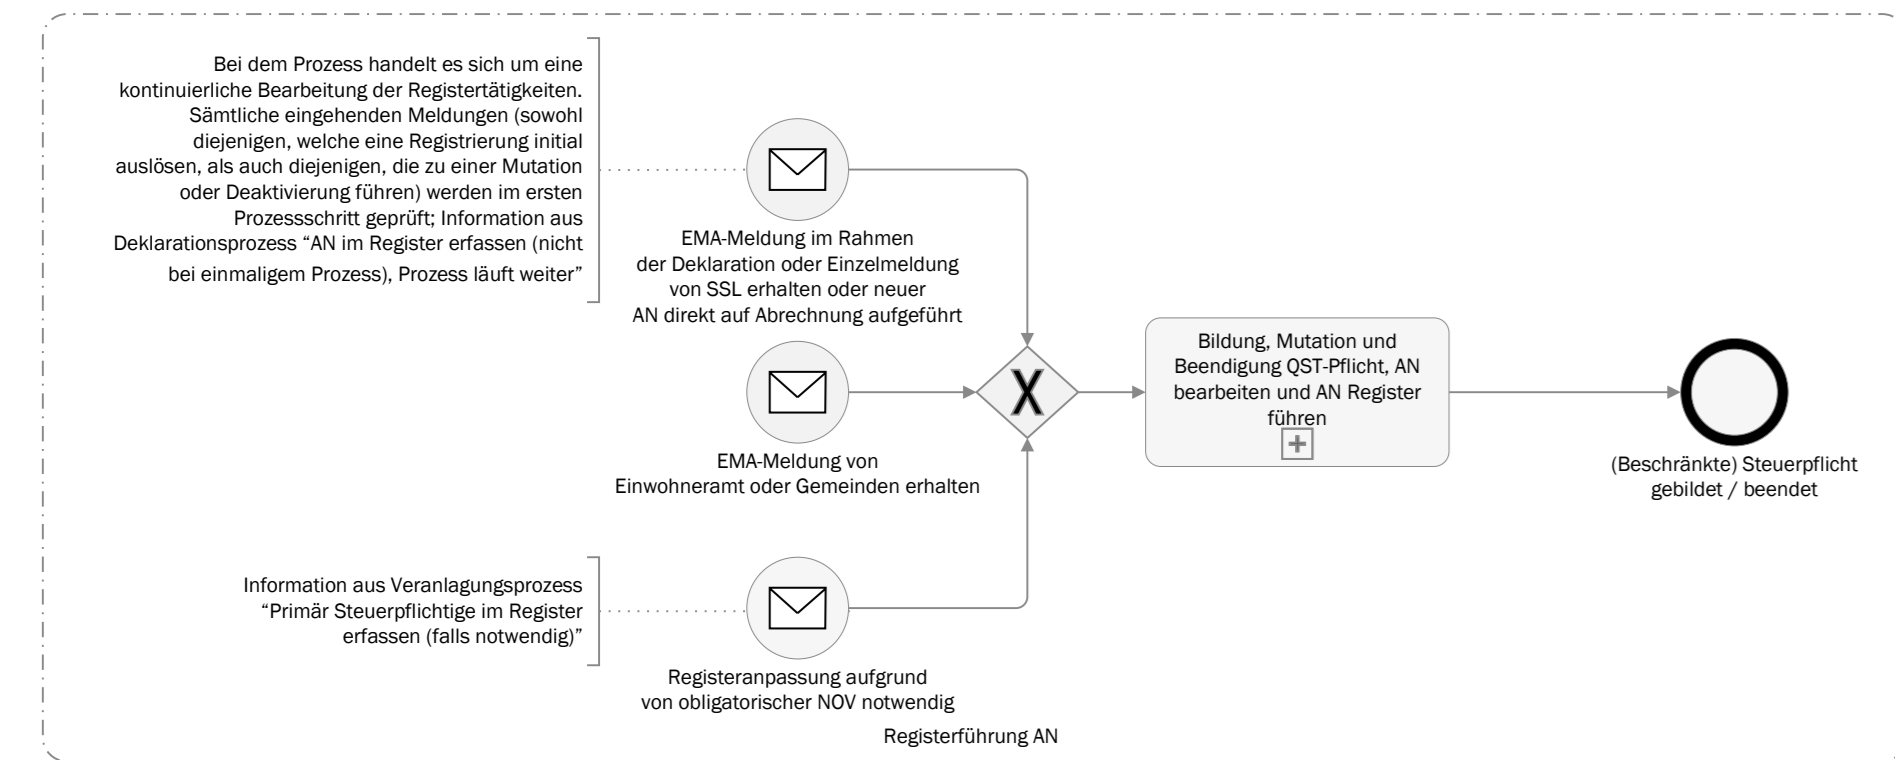 Bei dem Prozess handelt es sich um eine
kontinuierliche Bearbeitung der Registertätigkeiten.
Sämtliche eingehenden Meldungen (sowohl
diejenigen, welche eine Registrierung initial
auslösen, als auch diejenigen, die zu einer Mutation
oder Deaktivierung führen) werden im ersten
Prozessschritt geprüft; Information aus
Deklarationsprozess “AN im Register erfassen (nicht
bei einmaligem Prozess), Prozess läuft weiter”
EMA-Meldung im Rahmen
der Deklaration oder Einzelmeldung
von SSL erhalten oder neuer
AN direkt auf Abrechnung aufgeführt
EMA-Meldung von
Einwohneramt oder Gemeinden erhalten
X
Bildung, Mutation und
Beendigung QST-Pflicht, AN
bearbeiten und AN Register
führen
(Beschränkte) Steuerpflicht
gebildet / beendet
Information aus Veranlagungsprozess
“Primär Steuerpflichtige im Register
erfassen (falls notwendig)”
Registeranpassung aufgrund
von obligatorischer NOV notwendig
Registerführung AN